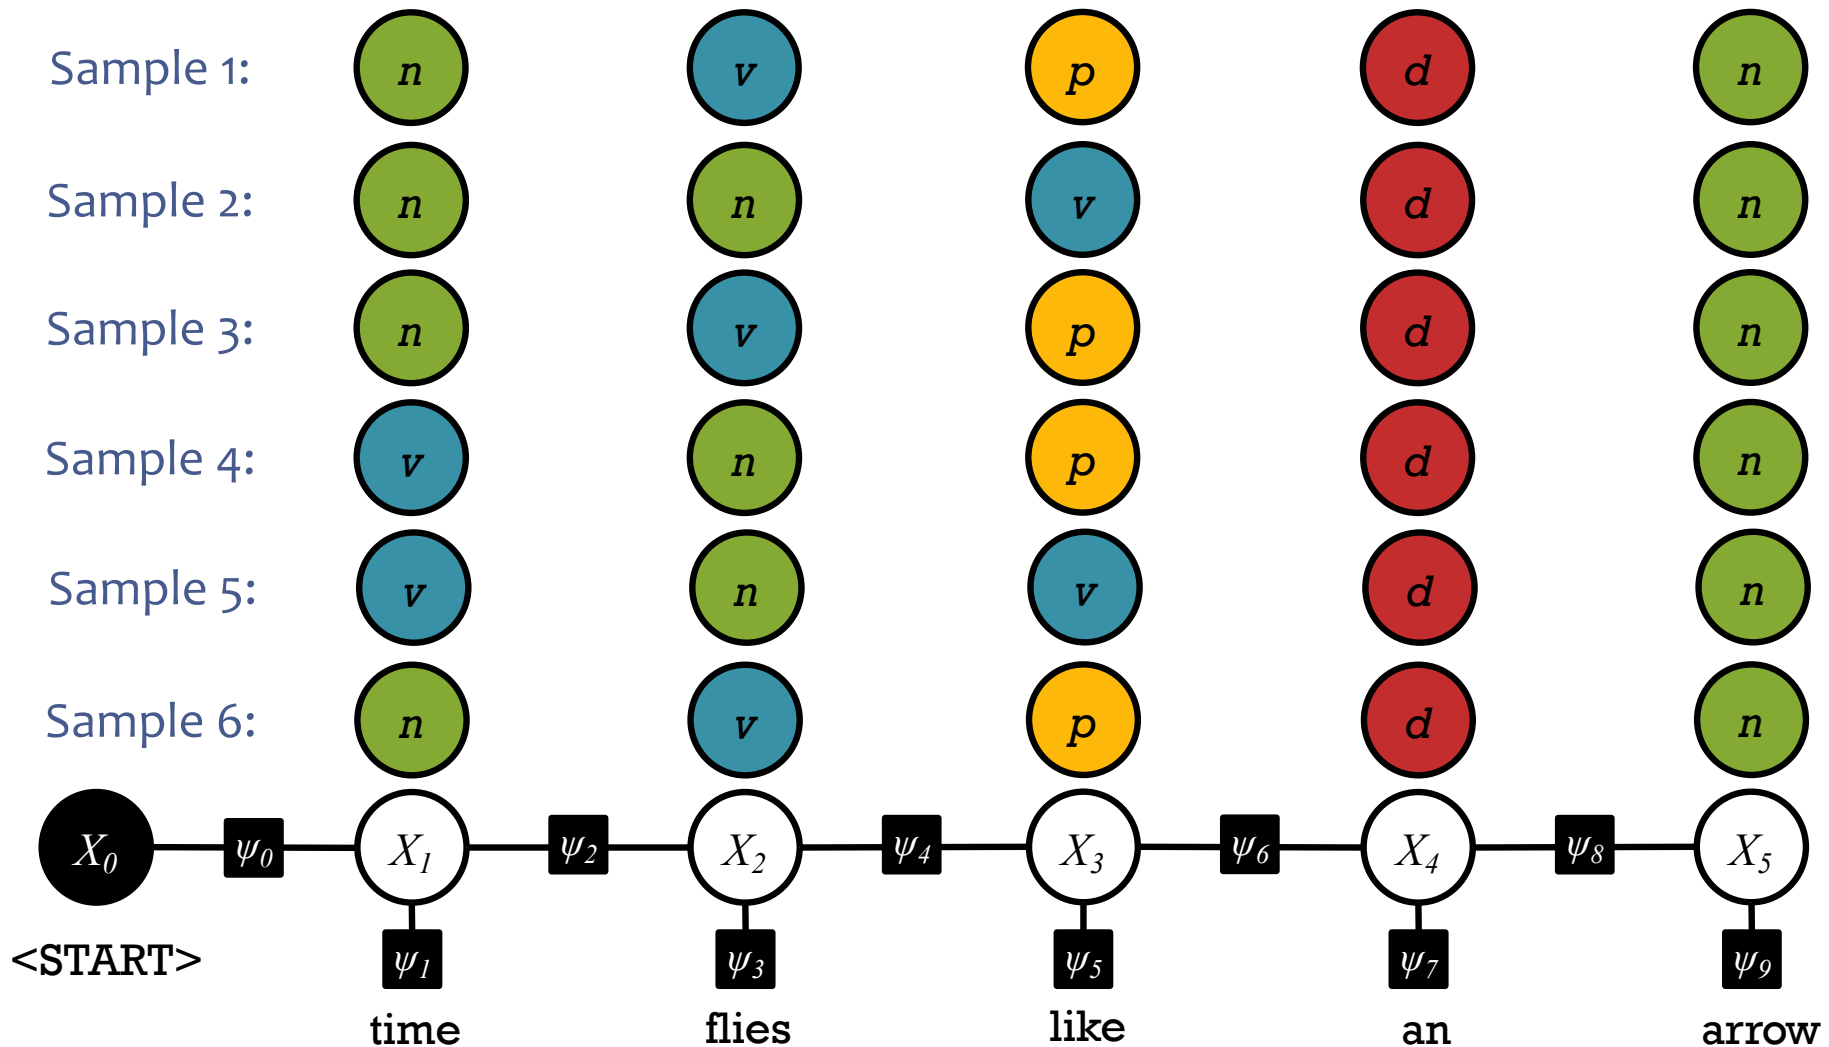 Sample 1: n v p d n
Sample 2: n n v d n
Sample 3: n v p d n
Sample 4: v n p d n
Sample 5: v n v d n
Sample 6: n v p d n
X0 ψ0 X1 ψ2 X2 ψ4 X3 ψ6 X4 ψ8 X5
<START> ψ1 ψ3 ψ5 ψ7 ψ9
time flies like an arrow